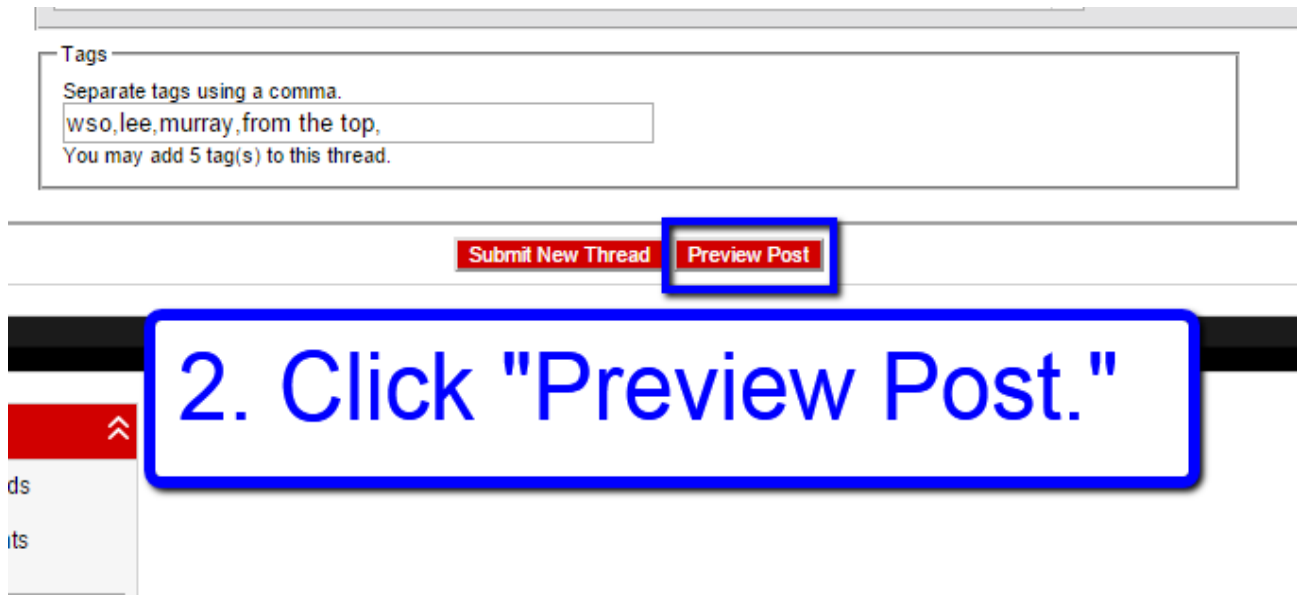 Tags
Separate tags using a comma.
wso,lee,murray,from the top,
You may add 5 tag(s) to this thread.
Submit New Thread Preview Post
2. Click "Preview Post."
ds